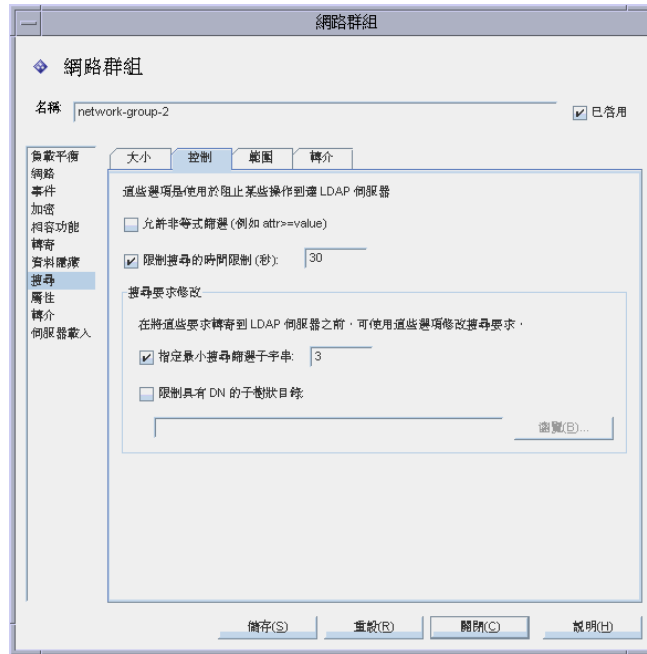 網路群組
網路群組
名稱: network-group-2
已啓用
負載平衡
網路
事件
加密
相容功能
轉寄
資料隱藏
搜尋
屬性
轉介
伺服器載入
大小 控制 範圍 轉介
這些選項是使用於阻止某些操作到達 LDAP 伺服器
允許非等式篩選 (例如 attr>=value)
限制搜尋的時間限制 (秒): 30
搜尋要求修改
在將這些要求轉寄到 LDAP 伺服器之前，可使用這些選項修改搜尋要求。
指定最小搜尋篩選子字串: 3
限制具有 DN 的子樹狀目錄:
瀏覽(B)...
儲存(S) 重設(R) 關閉(C) 說明(H)